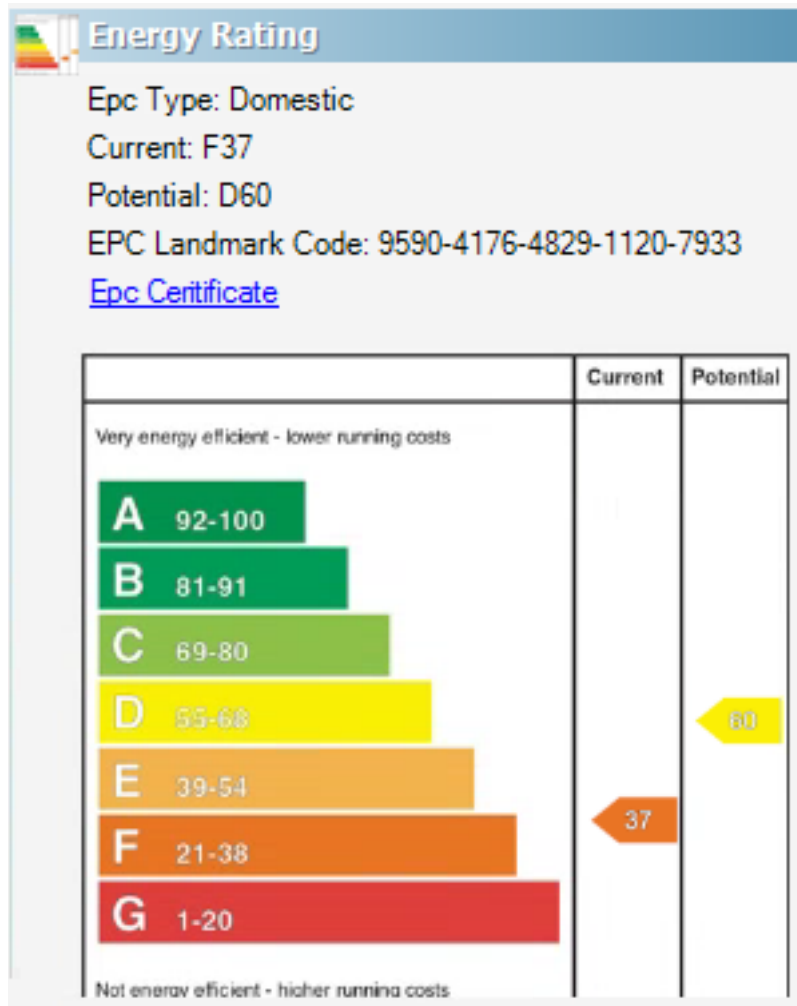 Energy Rating
Epc Type: Domestic
Current: F37
Potential: D60
EPC Landmark Code: 9590-4176-4829-1120-7933
Epc Ceritificate
Current Potential
Very energy efficient - lower running costs
A 92-100
B 81-91
C 69-80
D 55-68
60
E 39-54
37
F 21-38
G 1-20
Not energy efficient - higher running costs